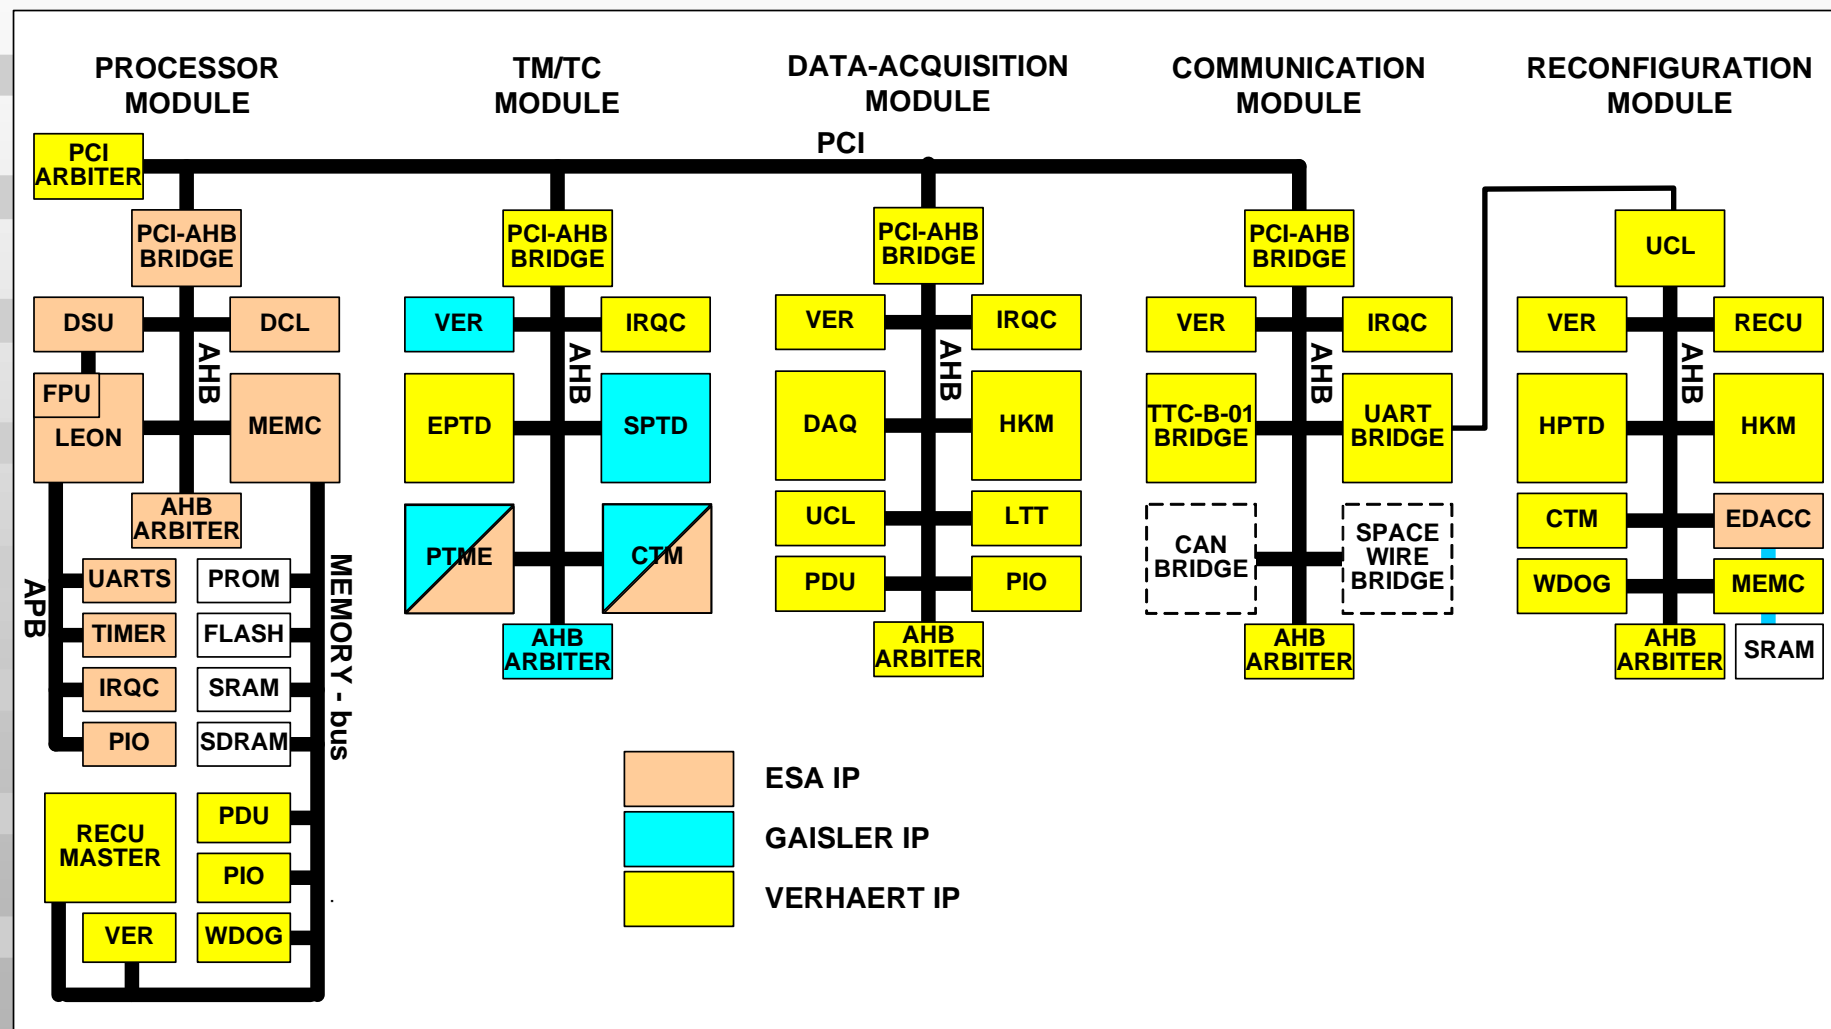 PROCESSOR
MODULE
TM/TC
MODULE
DATA-ACQUISITION
MODULE
COMMUNICATION
MODULE
RECONFIGURATION
MODULE
PCI
PCI
ARBITER
PCI-AHB
BRIDGE
DSU
DCL
AHB
FPU
LEON
MEMC
AHB
ARBITER
APB
UARTS
TIMER
IRQC
PIO
PROM
FLASH
SRAM
SDRAM
MEMORY - bus
RECU
MASTER
PDU
PIO
VER
WDOG
PCI-AHB
BRIDGE
VER
IRQC
AHB
EPTD
SPTD
PTME
CTM
AHB
ARBITER
PCI-AHB
BRIDGE
VER
IRQC
AHB
DAQ
HKM
UCL
LTT
PDU
PIO
AHB
ARBITER
PCI-AHB
BRIDGE
VER
IRQC
AHB
TTC-B-01
BRIDGE
UART
BRIDGE
CAN
BRIDGE
SPACE
WIRE
BRIDGE
AHB
ARBITER
UCL
VER
RECU
AHB
HPTD
HKM
CTM
EDACC
WDOG
MEMC
AHB
ARBITER
SRAM
ESA IP
GAISLER IP
VERHAERT IP